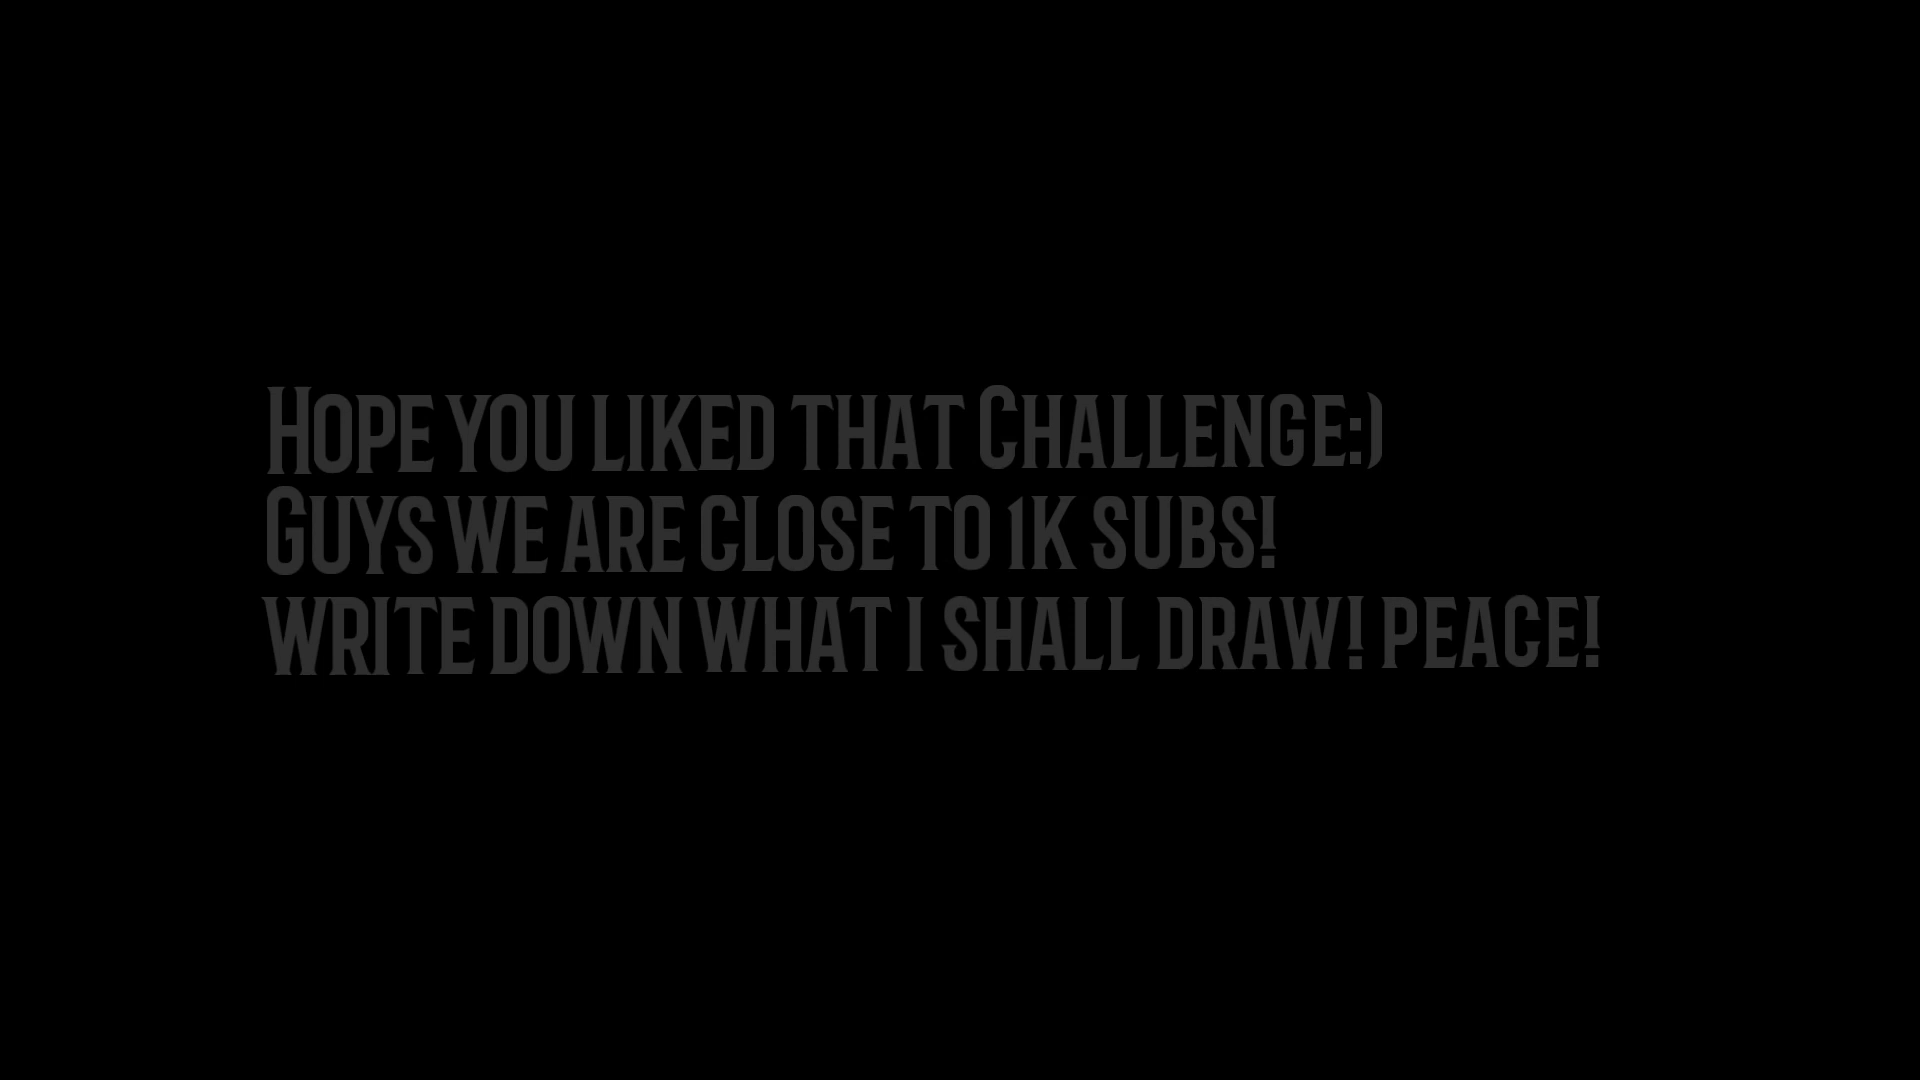 Hope you liked that Challenge:)
Guys we are close to 1k subs!
write down what i shall draw! peace!